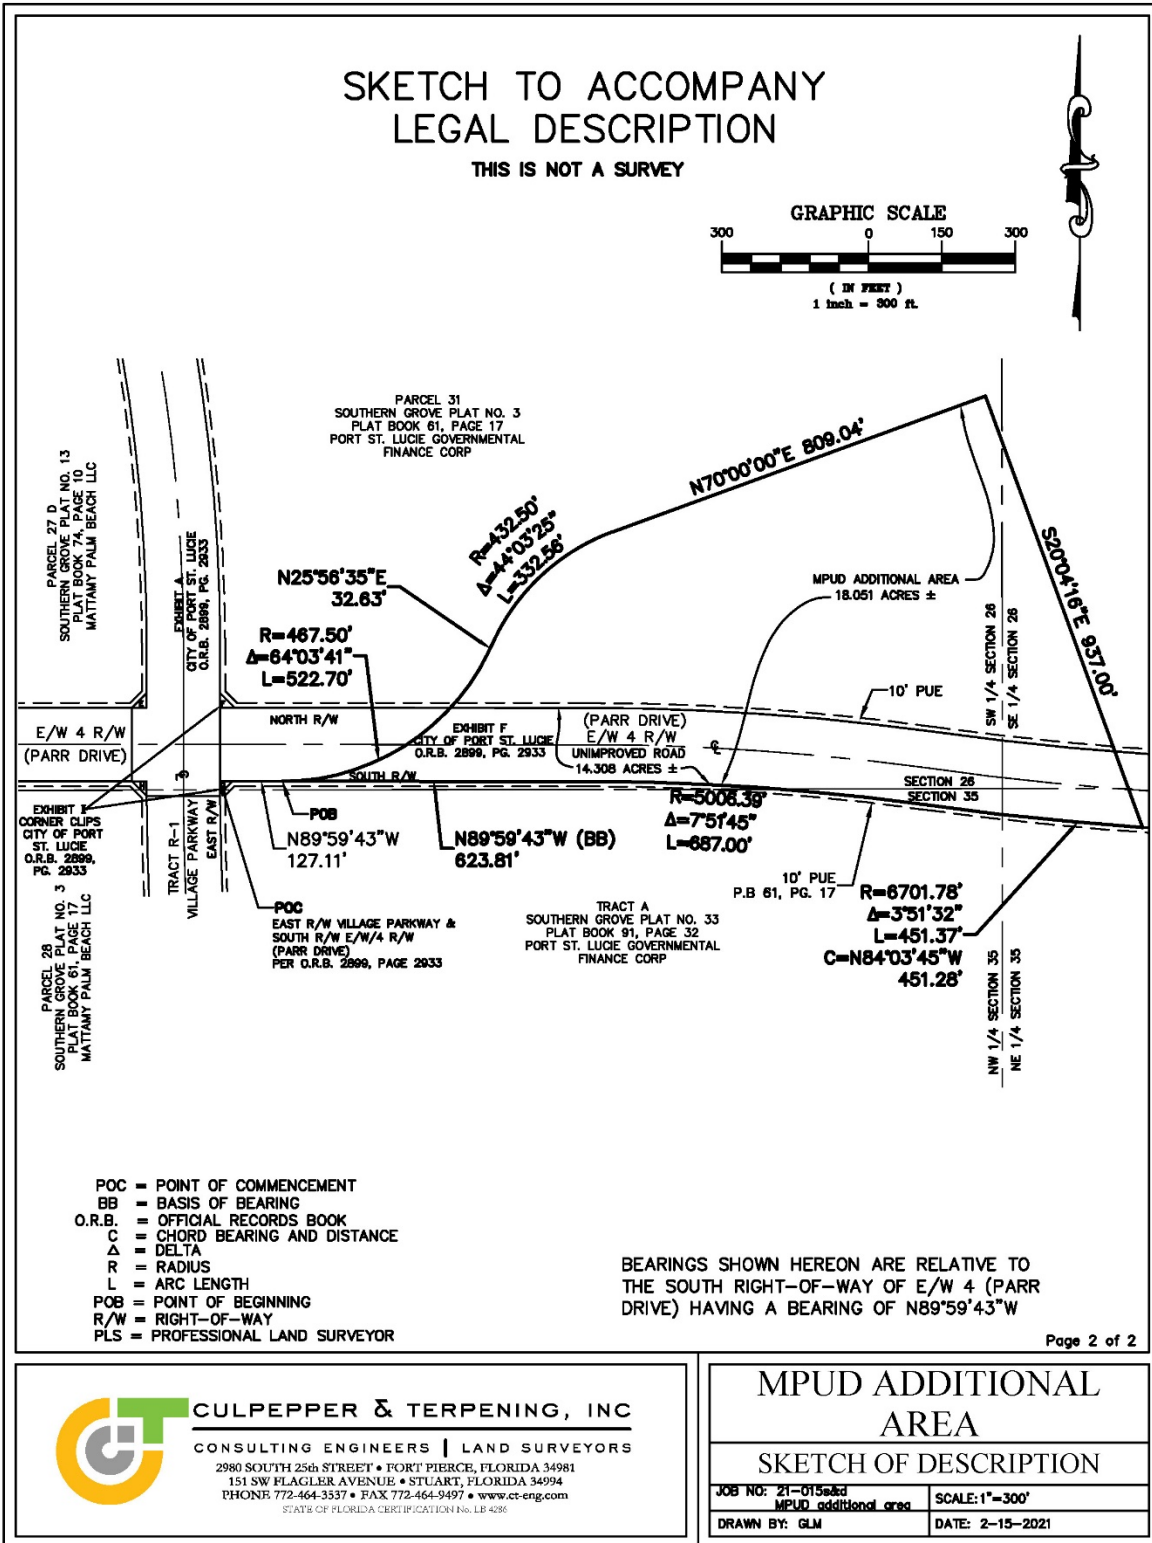 SKETCH TO ACCOMPANY
LEGAL DESCRIPTION
THIS IS NOT A SURVEY
GRAPHIC SCALE
300 0 150 300
( IN FEET )
1 inch = 300 ft.
PARCEL 31
SOUTHERN GROVE PLAT NO. 3
PLAT BOOK 61, PAGE 17
PORT ST. LUCIE GOVERNMENTAL
FINANCE CORP
PARCEL 27 D
SOUTHERN GROVE PLAT NO. 13
PLAT BOOK 74, PAGE 10
MATTAMY PALM BEACH LLC
EXHIBIT A
CITY OF PORT ST. LUCIE
O.R.B. 2899, PG. 2933
N70°00'00"E 809.04'
R=432.50'
Δ=44°03'25"
L=332.56'
N25°56'35"E
32.63'
R=467.50'
Δ=64°03'41"
L=522.70'
MPUD ADDITIONAL AREA
18.051 ACRES ±
S20°04'16"E 937.00'
SW 1/4 SECTION 26
SE 1/4 SECTION 26
10' PUE
E/W 4 R/W
(PARR DRIVE)
NORTH R/W
EXHIBIT F
CITY OF PORT ST. LUCIE
O.R.B. 2899, PG. 2933
(PARR DRIVE)
E/W 4 R/W
UNIMPROVED ROAD
14.308 ACRES ±
SOUTH R/W
SECTION 26
SECTION 35
EXHIBIT I
CORNER CLIPS
CITY OF PORT
ST. LUCIE
O.R.B. 2899,
PG. 2933
TRACT R-1
VILLAGE PARKWAY
EAST R/W
POB
N89°59'43"W
127.11'
N89°59'43"W (BB)
623.81'
R=5006.39'
Δ=7°51'45"
L=687.00'
10' PUE
P.B 61, PG. 17
R=6701.78'
Δ=3°51'32"
L=451.37'
C=N84°03'45"W
451.28'
POC
EAST R/W VILLAGE PARKWAY &
SOUTH R/W E/W/4 R/W
(PARR DRIVE)
PER O.R.B. 2899, PAGE 2933
TRACT A
SOUTHERN GROVE PLAT NO. 33
PLAT BOOK 91, PAGE 32
PORT ST. LUCIE GOVERNMENTAL
FINANCE CORP
PARCEL 28
SOUTHERN GROVE PLAT NO. 3
PLAT BOOK 61, PAGE 17
MATTAMY PALM BEACH LLC
NW 1/4 SECTION 35
NE 1/4 SECTION 35
POC = POINT OF COMMENCEMENT
BB = BASIS OF BEARING
O.R.B. = OFFICIAL RECORDS BOOK
C = CHORD BEARING AND DISTANCE
Δ = DELTA
R = RADIUS
L = ARC LENGTH
POB = POINT OF BEGINNING
R/W = RIGHT-OF-WAY
PLS = PROFESSIONAL LAND SURVEYOR
BEARINGS SHOWN HEREON ARE RELATIVE TO
THE SOUTH RIGHT-OF-WAY OF E/W 4 (PARR
DRIVE) HAVING A BEARING OF N89°59'43"W
Page 2 of 2
CULPEPPER & TERPENING, INC
CONSULTING ENGINEERS | LAND SURVEYORS
2980 SOUTH 25th STREET • FORT PIERCE, FLORIDA 34981
151 SW FLAGLER AVENUE • STUART, FLORIDA 34994
PHONE 772-464-3537 • FAX 772-464-9497 • www.ct-eng.com
STATE OF FLORIDA CERTIFICATION No. LB 4286
MPUD ADDITIONAL
AREA
SKETCH OF DESCRIPTION
JOB NO: 21-015s&d
MPUD additional area
SCALE:1"=300'
DRAWN BY: GLM
DATE: 2-15-2021